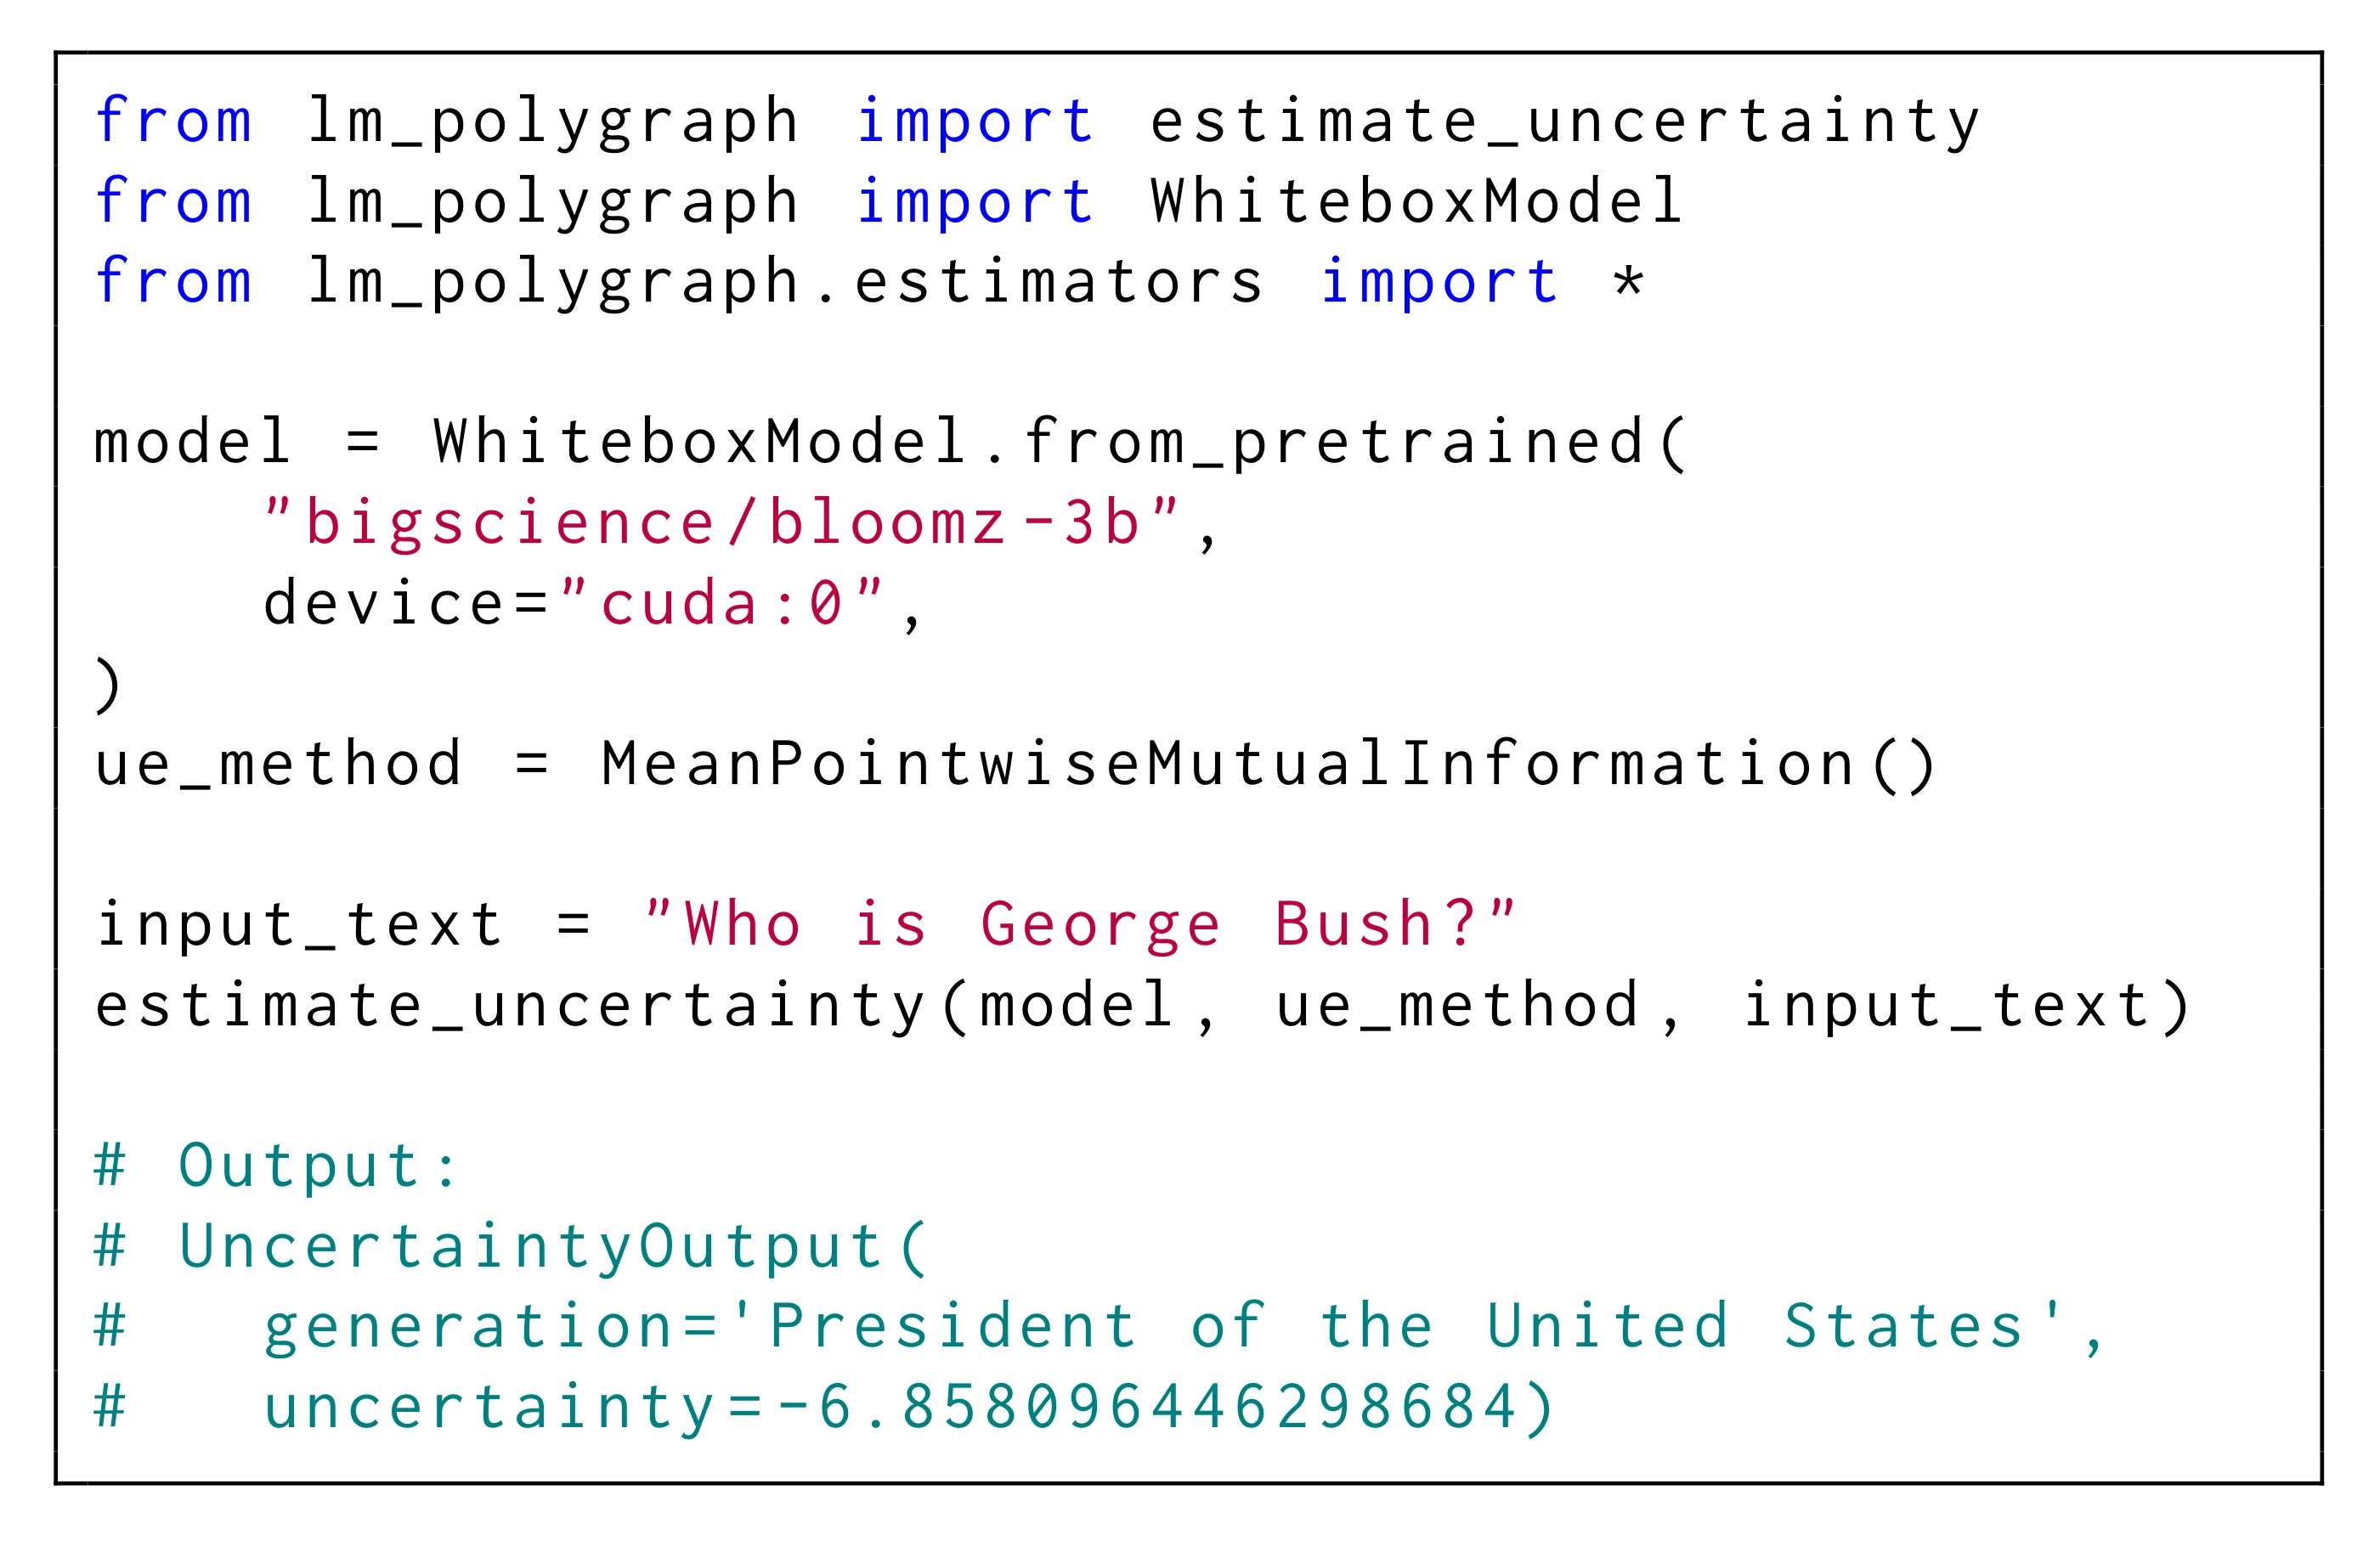 from lm_polygraph import estimate_uncertainty
from lm_polygraph import WhiteboxModel
from lm_polygraph.estimators import *

model = WhiteboxModel.from_pretrained(
    "bigscience/bloomz-3b",
    device="cuda:0",
)
ue_method = MeanPointwiseMutualInformation()

input_text = "Who is George Bush?"
estimate_uncertainty(model, ue_method, input_text)

# Output:
# UncertaintyOutput(
#   generation='President of the United States',
#   uncertainty=-6.858096446298684)